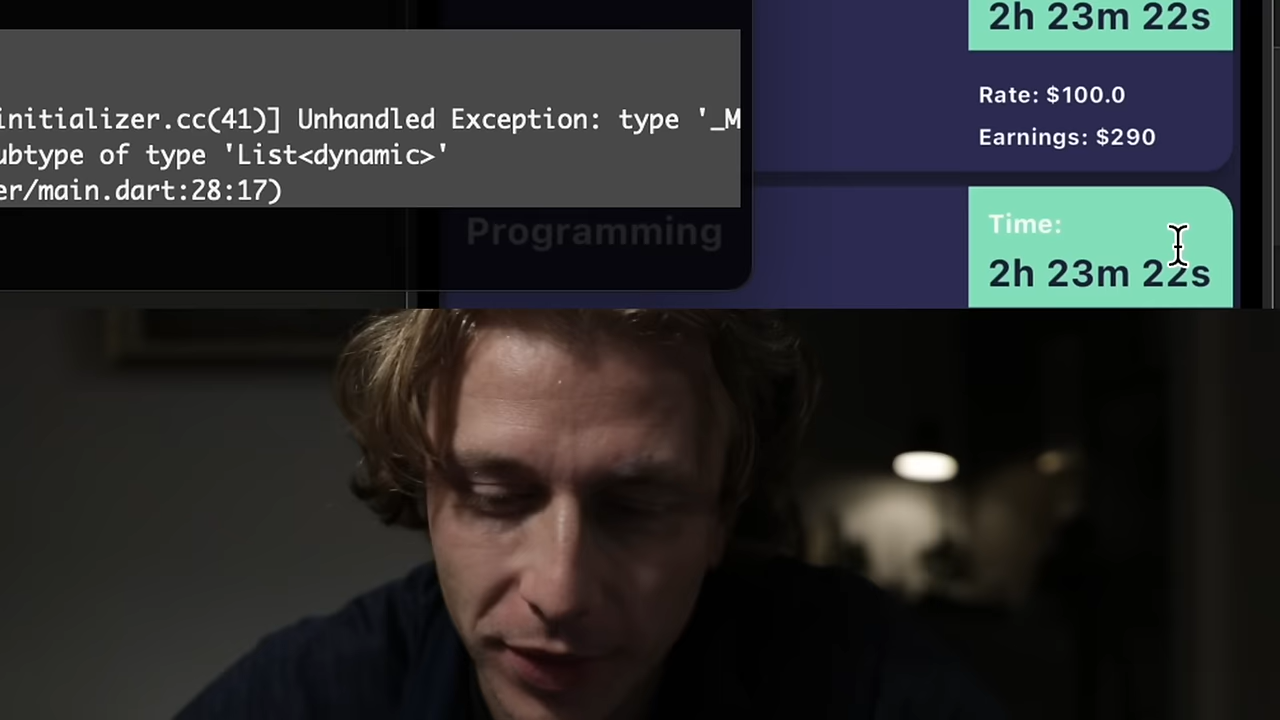 initializer.cc(41)] Unhandled Exception: type '_M
ubtype of type 'List<dynamic>'
er/main.dart:28:17)
Programming
2h 23m 22s
Rate: $100.0
Earnings: $290
Time:
2h 23m 22s